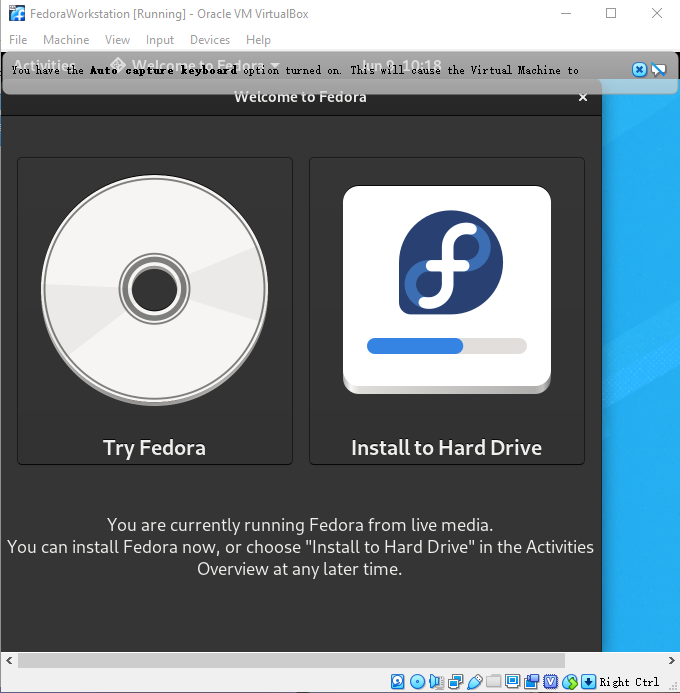 FedoraWorkstation [Running] - Oracle VM VirtualBox
File Machine View Input Devices Help
Activities Welcome to Fedora Jun 9 10:18
You have the Auto capture keyboard option turned on. This will cause the Virtual Machine to
Welcome to Fedora
Try Fedora Install to Hard Drive
You are currently running Fedora from live media.
You can install Fedora now, or choose "Install to Hard Drive" in the Activities
Overview at any later time.
Right Ctrl